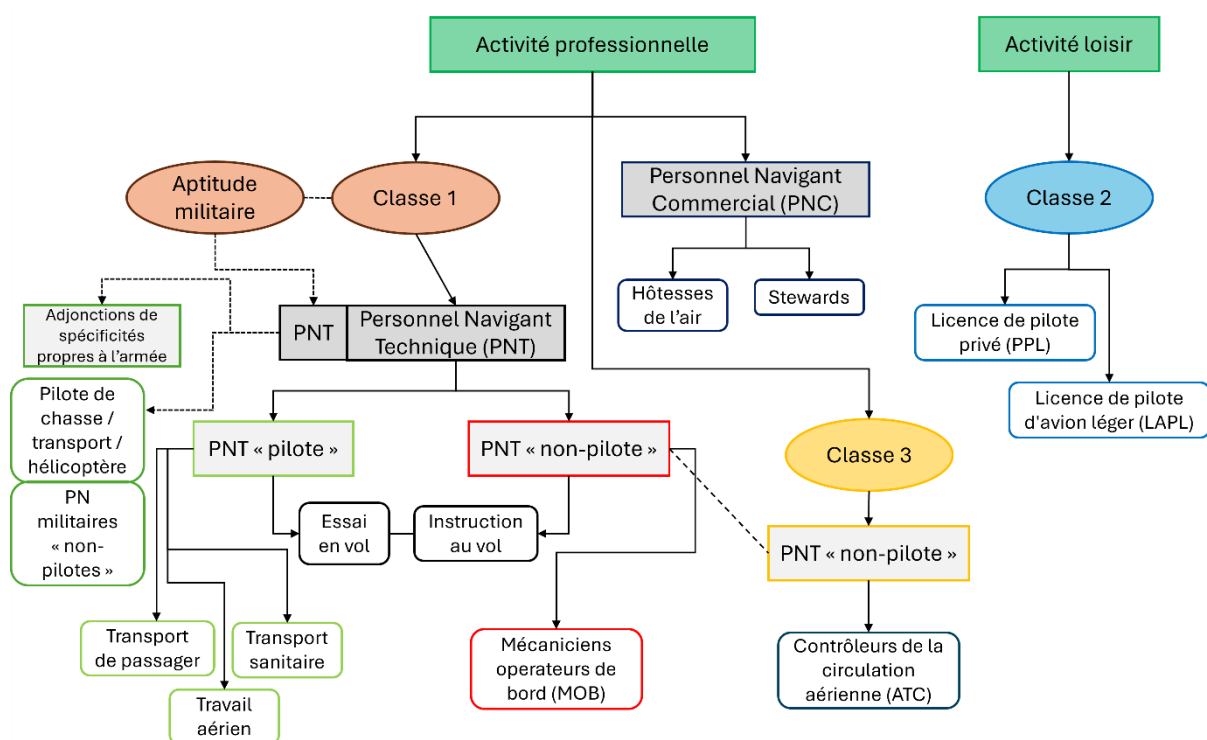 Activité professionnelle
Activité loisir
Aptitude
militaire
Classe 1
Personnel Navigant
Commercial (PNC)
Classe 2
Hôtesses
de l’air
Stewards
Adjonctions de
spécificités
propres à l’armée
PNT
Personnel Navigant
Technique (PNT)
Licence de pilote
privé (PPL)
Licence de pilote
d'avion léger (LAPL)
Pilote de
chasse /
transport /
hélicoptère
PNT « pilote »
PNT « non-pilote »
Classe 3
PN
militaires
« non-
pilotes »
Essai
en vol
Instruction
au vol
PNT « non-pilote »
Transport
de passager
Transport
sanitaire
Travail
aérien
Mécaniciens
operateurs de
bord (MOB)
Contrôleurs de la
circulation
aérienne (ATC)